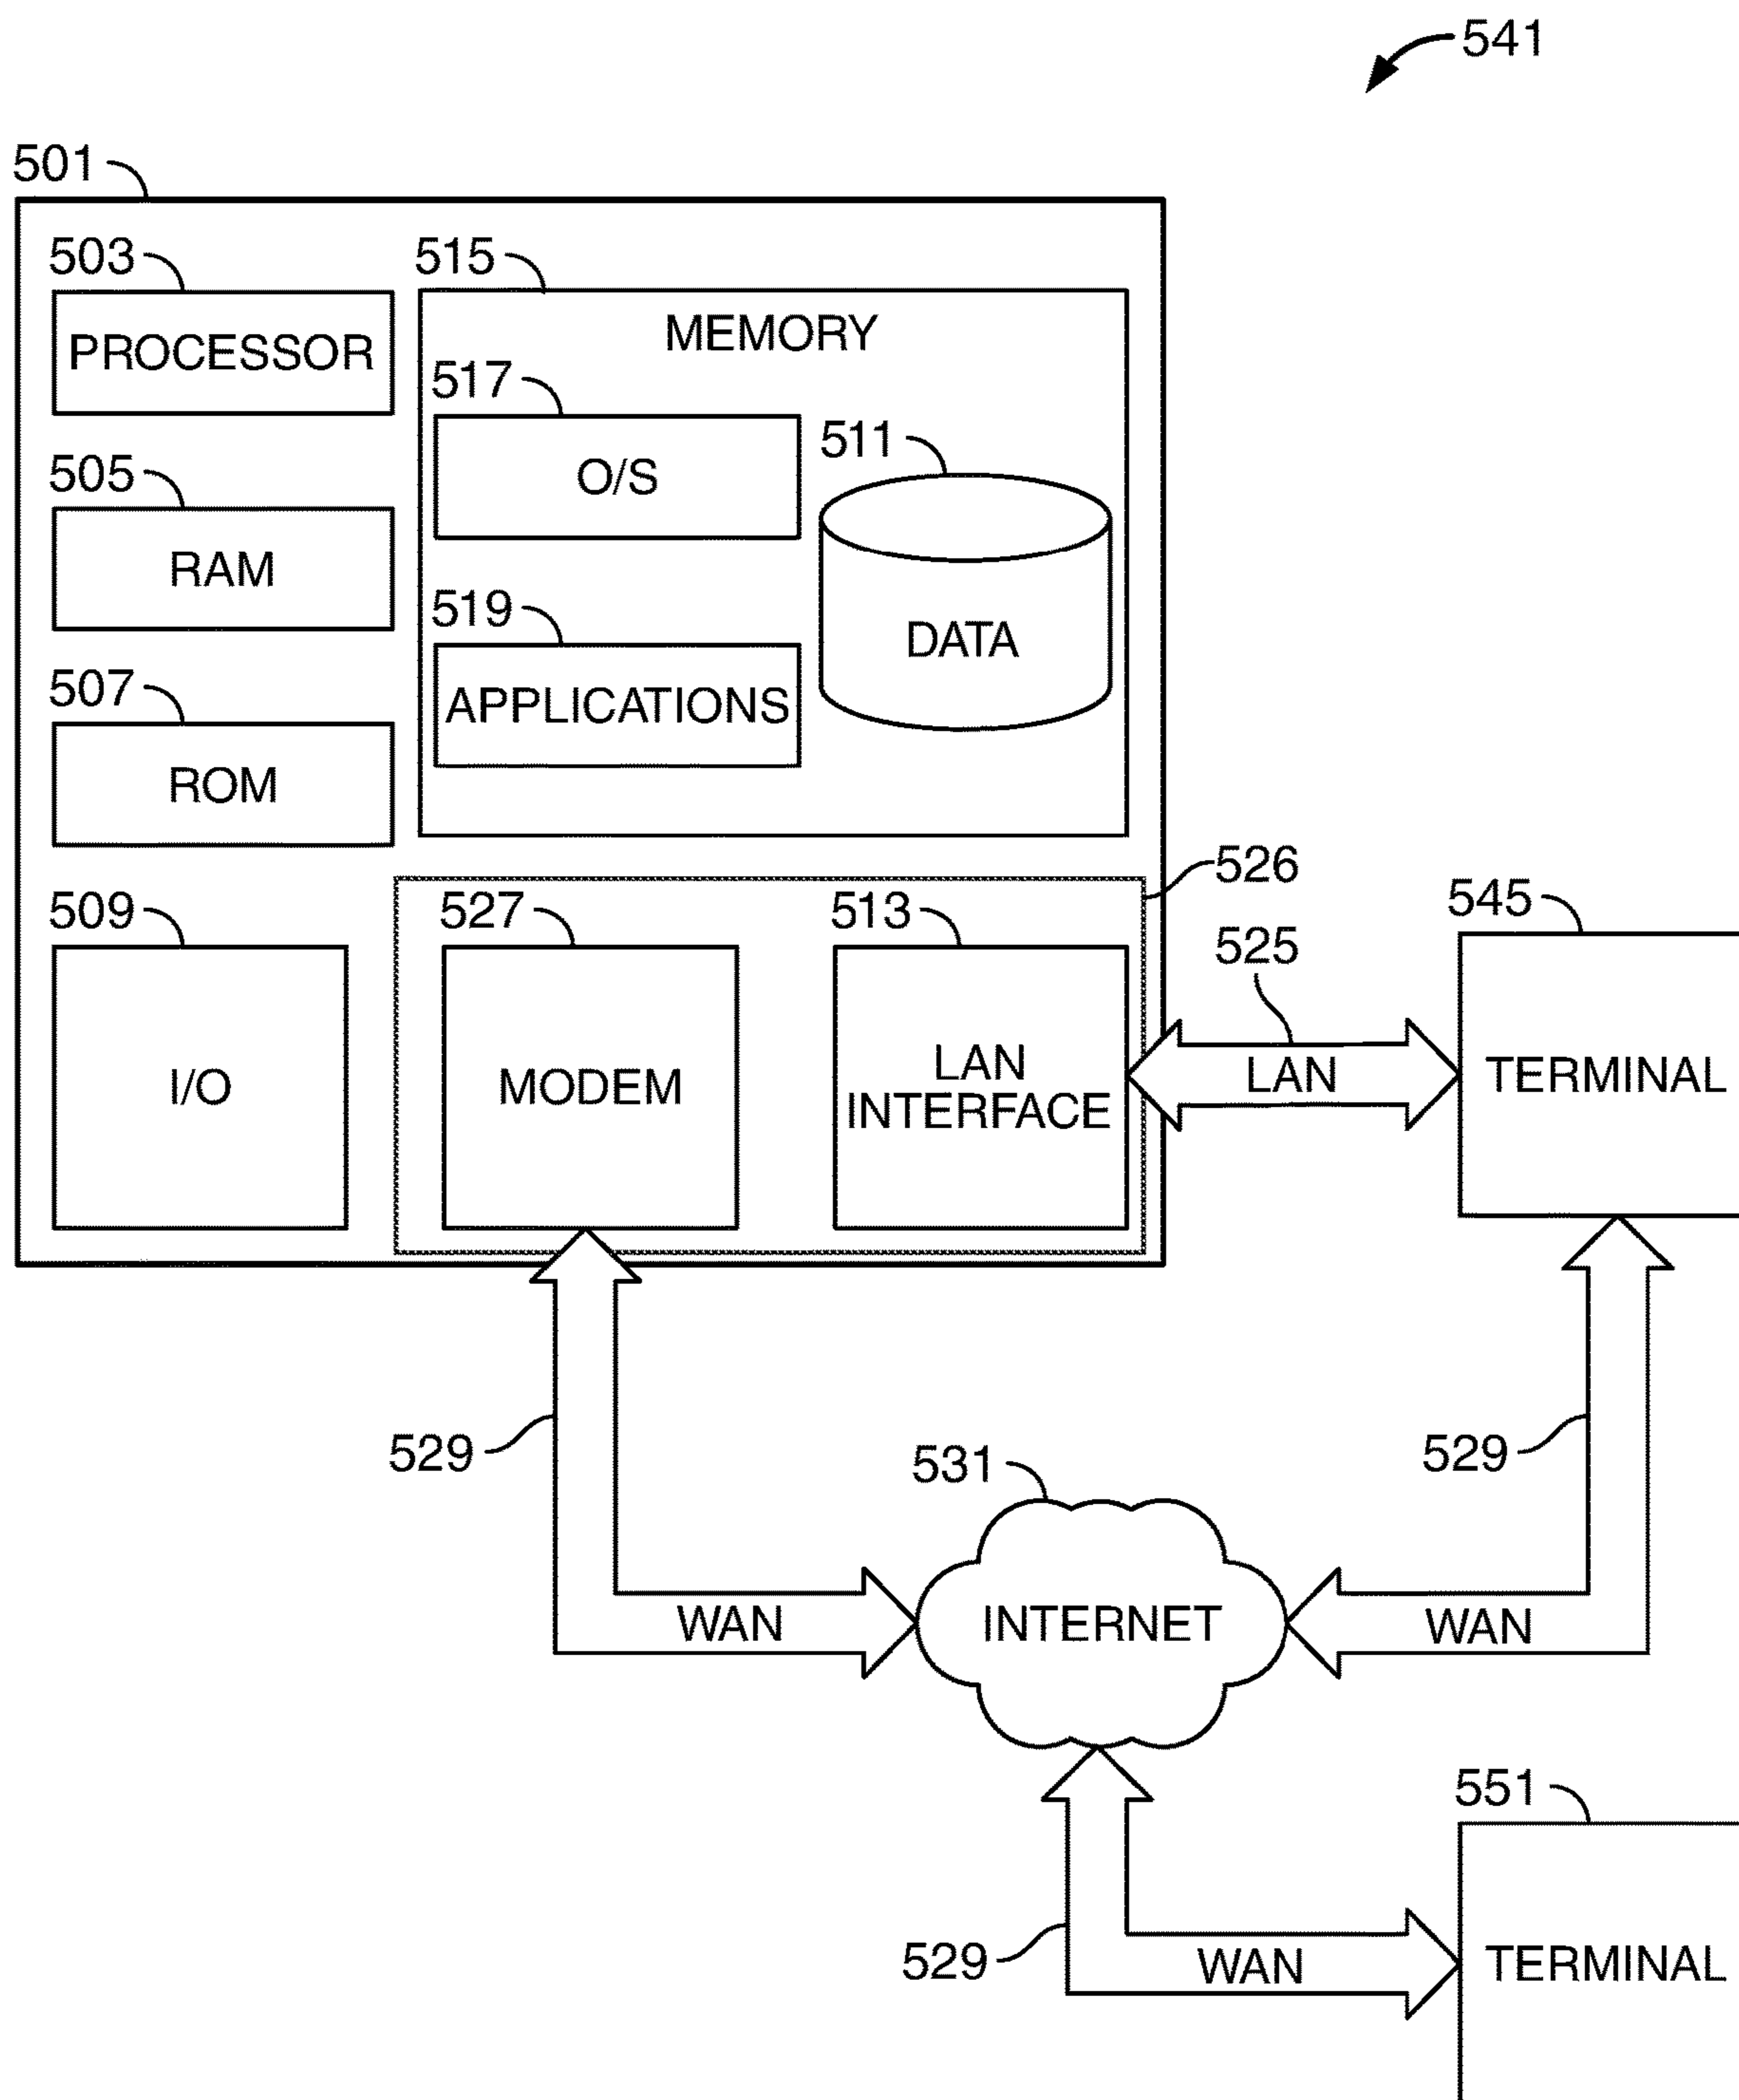 541
501
503
PROCESSOR
515
MEMORY
517
O/S
511
DATA
505
RAM
519
APPLICATIONS
507
ROM
526
509
I/O
527
MODEM
513
LAN
INTERFACE
525
LAN
545
TERMINAL
529
WAN
531
INTERNET
529
WAN
551
TERMINAL
529
WAN